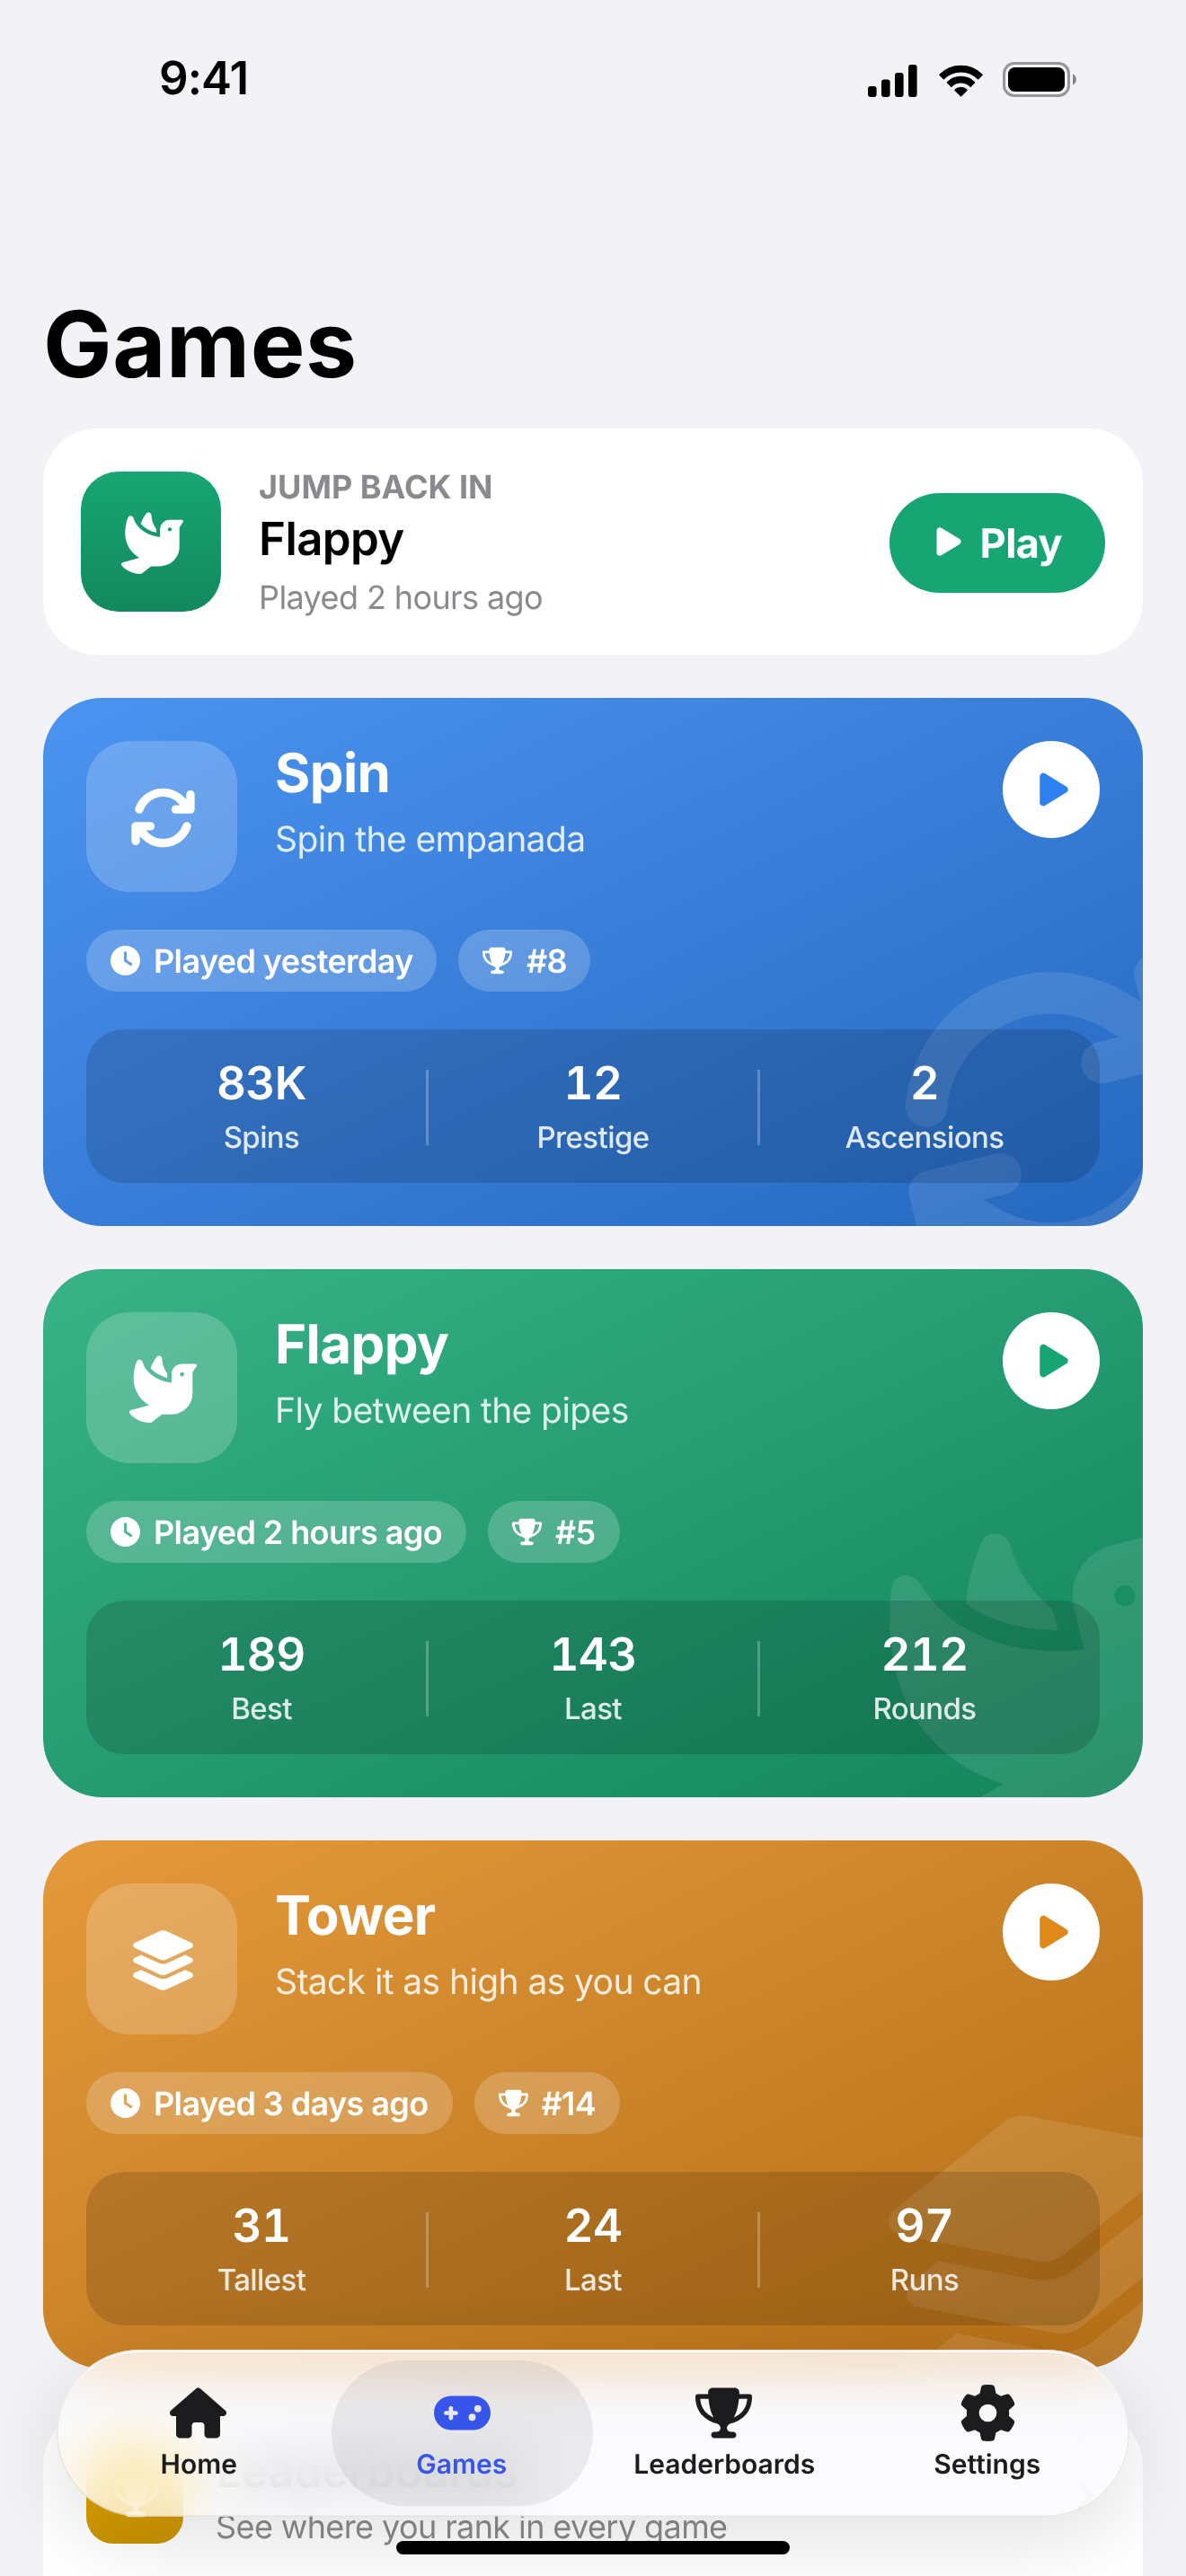 9:41
Games
JUMP BACK IN
Flappy
Played 2 hours ago
Play
Spin
Spin the empanada
Played yesterday
#8
83K
12
2
Spins
Prestige
Ascensions
Flappy
Fly between the pipes
Played 2 hours ago
#5
189
143
212
Best
Last
Rounds
Tower
Stack it as high as you can
Played 3 days ago
#14
31
24
97
Tallest
Last
Runs
Home
Games
Leaderboards
Settings
Leaderboards
See where you rank in every game